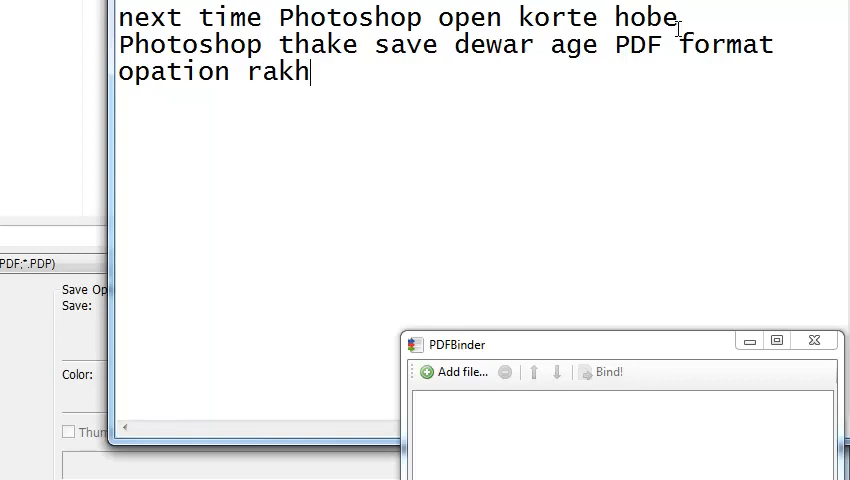 next time Photoshop open korte hobe
Photoshop thake save dewar age PDF format
opation rakh
PDF;*.PDP)
Save Op
Save:
Color:
Thum
PDFBinder
Add file...
Bind!